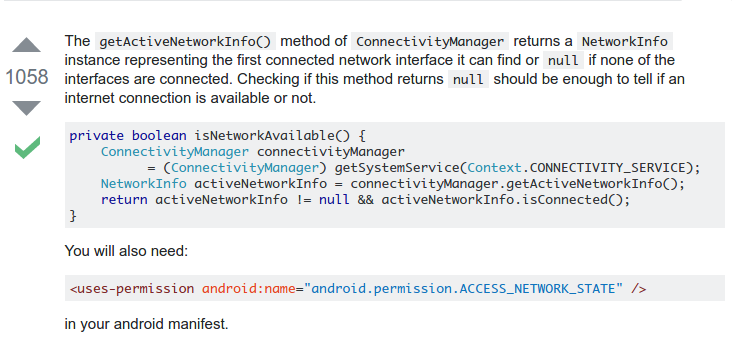 The getActiveNetworkInfo() method of ConnectivityManager returns a NetworkInfo
instance representing the first connected network interface it can find or null if none of the
1058
interfaces are connected. Checking if this method returns null should be enough to tell if an
internet connection is available or not.
private boolean isNetworkAvailable() {
    ConnectivityManager connectivityManager
          = (ConnectivityManager) getSystemService(Context.CONNECTIVITY_SERVICE);
    NetworkInfo activeNetworkInfo = connectivityManager.getActiveNetworkInfo();
    return activeNetworkInfo != null && activeNetworkInfo.isConnected();
}
You will also need:
<uses-permission android:name="android.permission.ACCESS_NETWORK_STATE" />
in your android manifest.